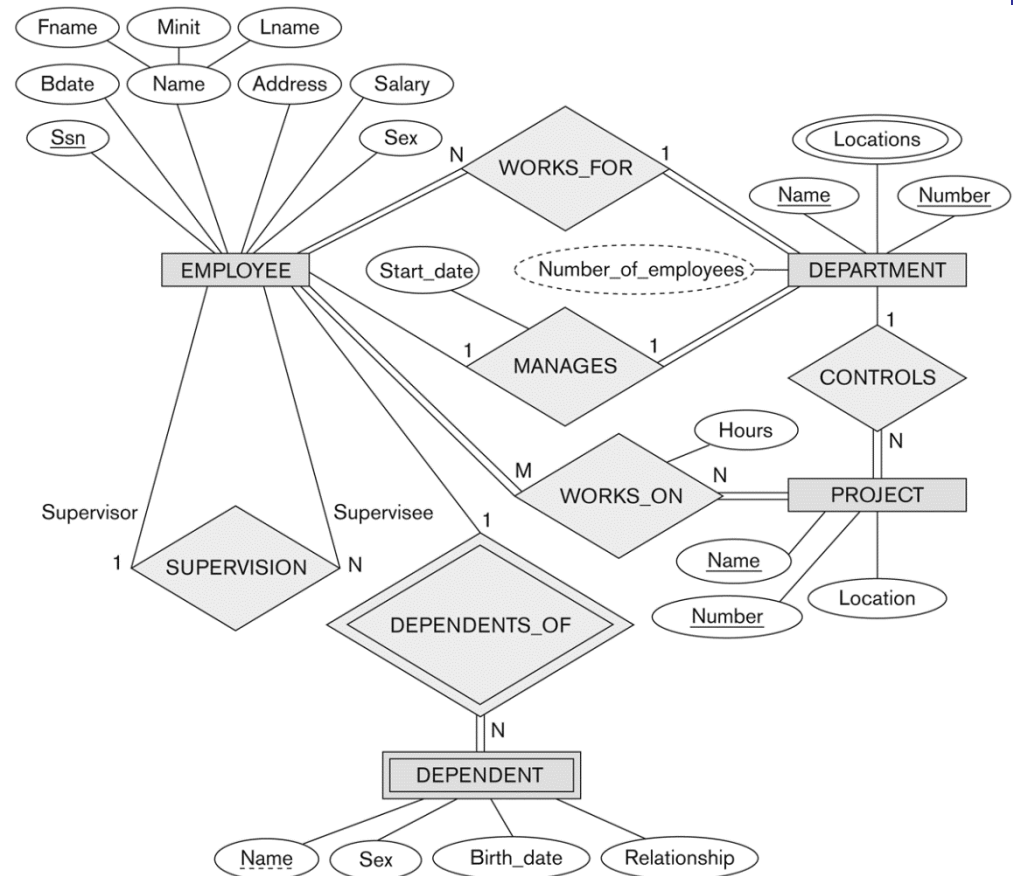 Fname Minit Lname
Bdate Name Address Salary
Ssn Sex
N WORKS_FOR 1
Locations
Name Number
EMPLOYEE Start_date Number_of_employees DEPARTMENT
1 MANAGES 1
1
CONTROLS
N
Hours
M WORKS_ON N PROJECT
Supervisor Supervisee
1 SUPERVISION N
1
Name
Number Location
DEPENDENTS_OF
N
DEPENDENT
Name Sex Birth_date Relationship